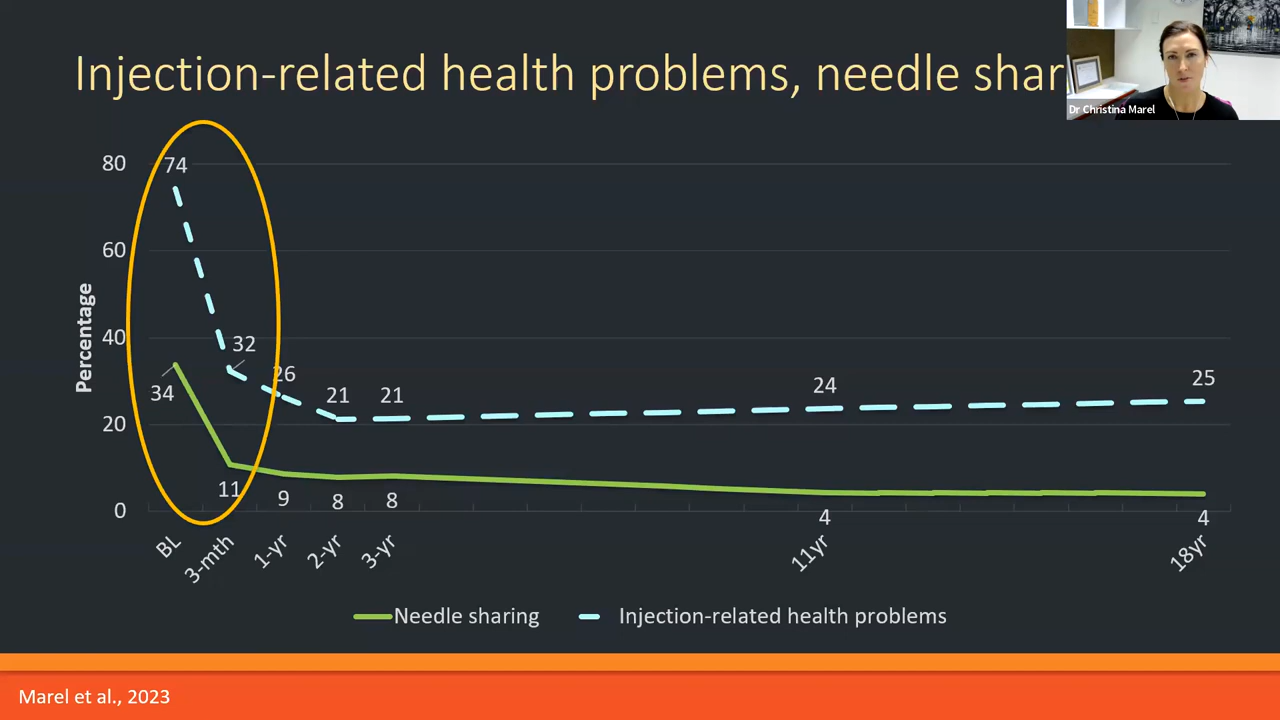 Injection-related health problems, needle shar
Dr Christina Marel
Percentage
80
60
40
20
0
74
32
26
21
21
24
25
34
11
9
8
8
4
4
BL
3-mth
1-yr
2-yr
3-yr
11yr
18yr
Needle sharing
Injection-related health problems
Marel et al., 2023